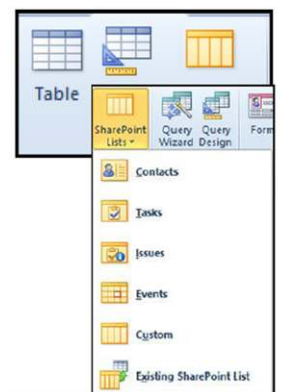 Table
SharePoint Lists
Query Wizard
Query Design
Form
Contacts
Tasks
Issues
Events
Custom
Existing SharePoint List